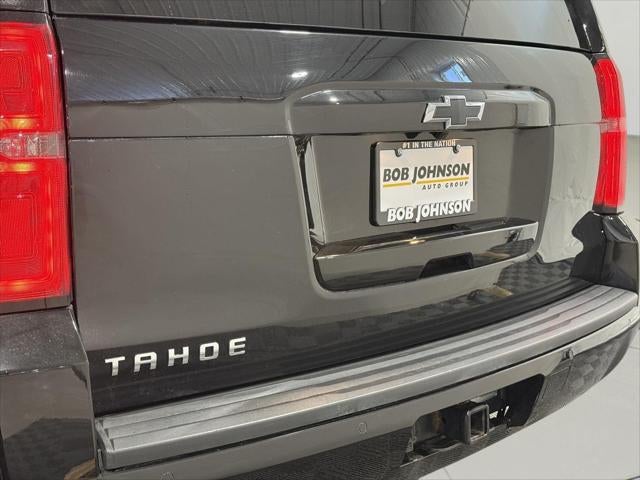 #1 IN THE NATION
BOB JOHNSON
AUTO GROUP
BOB JOHNSON
TAHOE